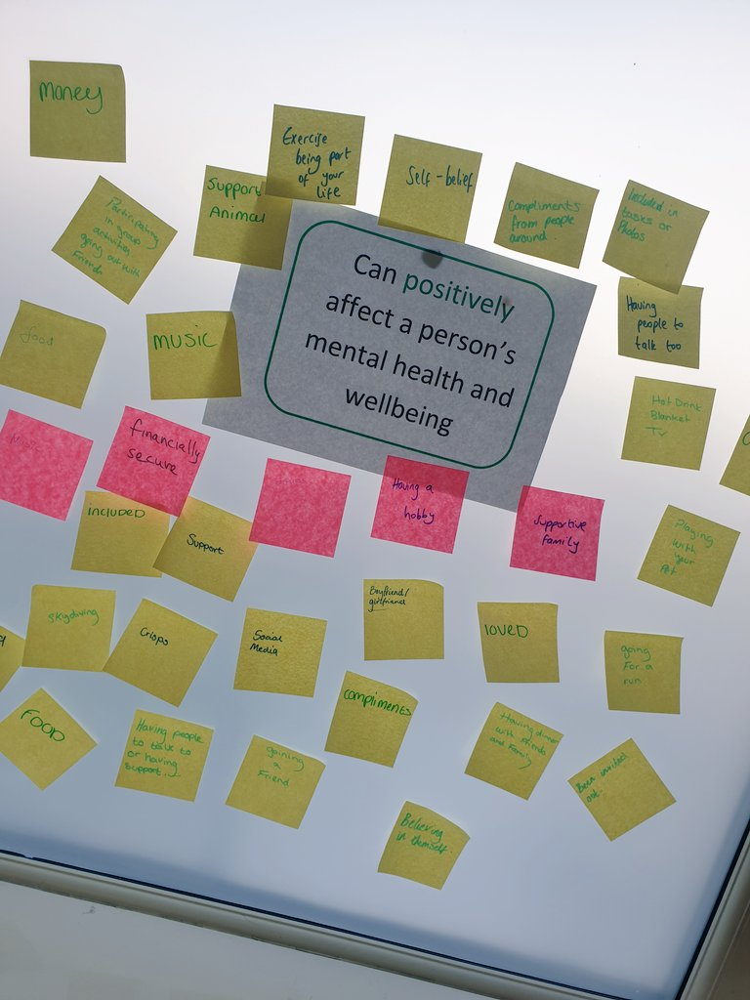 Money
Exercise
being part
of your
life
Self-belief
Support
Animal
Compliments
from people
around.
Included in
tasks or
Photos
Participating
in group
activities.
going out with
Friends
Can positively
affect a person's
mental health and
wellbeing
Having
people to
talk too
food
MUSIC
Hot Drink
Blanket
TV
Music
financially
secure
Having a
hobby
Supportive
family
INCLUDED
Support
Playing
with
your
Pet
Skydiving
Crisps
Social
Media
Boyfriend/
girlfriend
loved
going
For a
run
compliments
FOOD
Having people
to talk to
or having
support...
gaining
a
Friend
Having dinner
with friends
and Family
Been invited
out.
Believing
in themself.